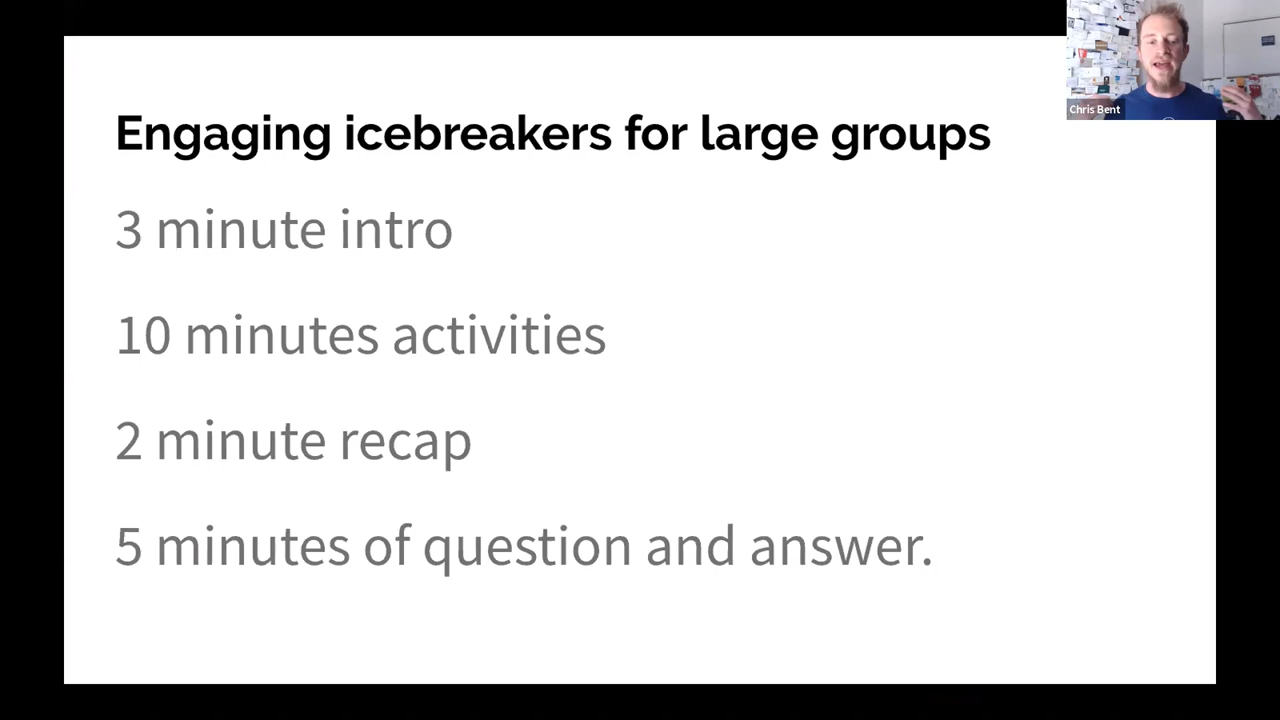 Engaging icebreakers for large groups
3 minute intro
10 minutes activities
2 minute recap
5 minutes of question and answer.
Chris Bent